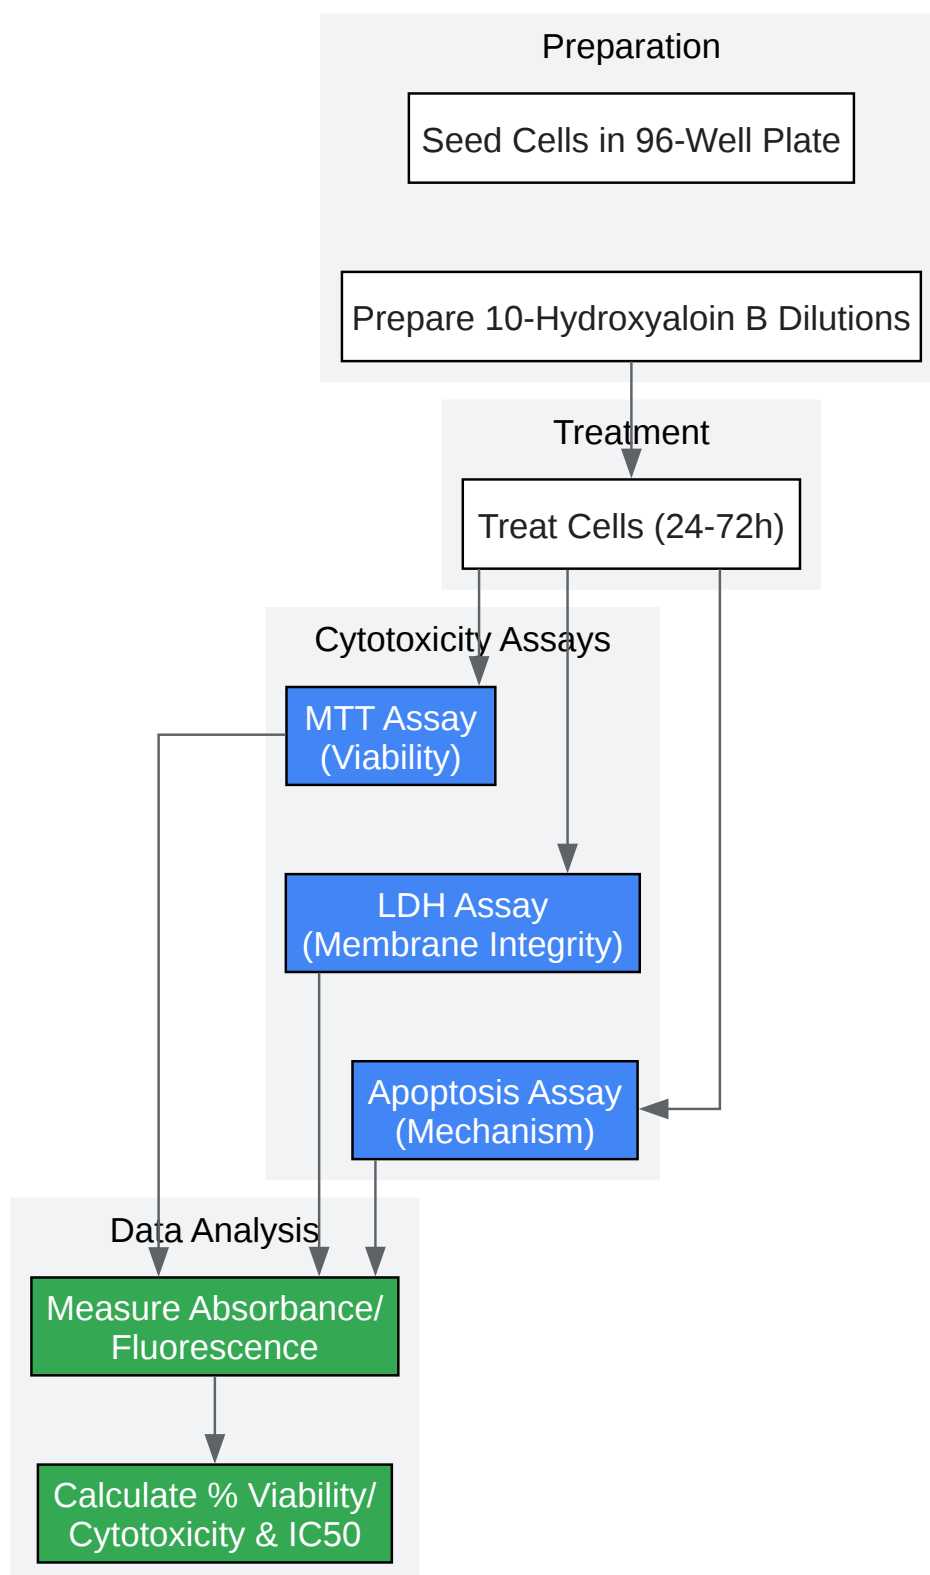 Preparation
Seed Cells in 96-Well Plate
Prepare 10-Hydroxyaloin B Dilutions
Treatment
Treat Cells (24-72h)
Cytotoxicity Assays
MTT Assay
(Viability)
LDH Assay
(Membrane Integrity)
Apoptosis Assay
(Mechanism)
Data Analysis
Measure Absorbance/
Fluorescence
Calculate % Viability/
Cytotoxicity & IC50